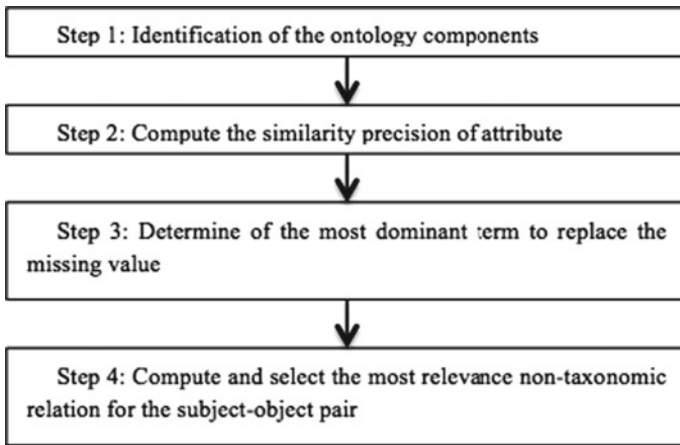 Step 1: Identification of the ontology components
Step 2: Compute the similarity precision of attribute
Step 3: Determine of the most dominant term to replace the
missing value
Step 4: Compute and select the most relevance non-taxonomic
relation for the subject-object pair